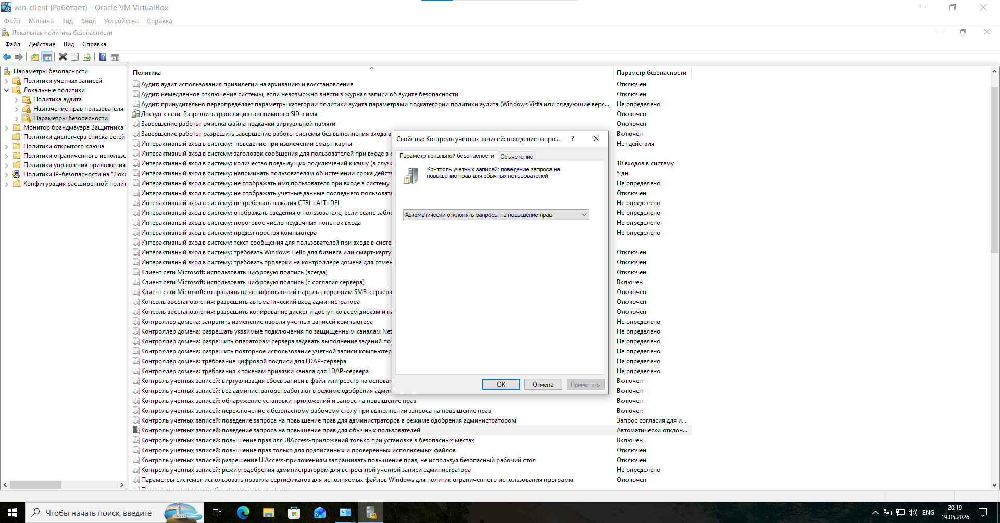 win_client [Работает] - Oracle VM VirtualBox
Файл Машина Вид Ввод Устройства Справка
Локальная политика безопасности
Файл Действие Вид Справка
Параметры безопасности
Политики учетных записей
Локальные политики
Политика аудита
Назначение прав пользователя
Параметры безопасности
Монитор брандмауэра Защитника
Политики диспетчера списка сетей
Политики открытого ключа
Политики ограниченного использо
Политики управления приложения
Политики IP-безопасности на "Лока
Конфигурация расширенной полит
Политика Параметр безопасности
Аудит: аудит использования привилегии на архивацию и восстановление Отключен
Аудит: немедленное отключение системы, если невозможно внести в журнал записи об аудите безопасности Отключен
Аудит: принудительно переопределяет параметры категории политики аудита параметрами подкатегории политики аудита (Windows Vista или следующие верс... Не определено
Доступ к сети: Разрешить трансляцию анонимного SID в имя Отключен
Завершение работы: очистка файла подкачки виртуальной памяти Отключен
Завершение работы: разрешить завершение работы системы без выполнения входа в Включен
Интерактивный вход в систему:  поведение при извлечении смарт-карты Нет действия
Интерактивный вход в систему: заголовок сообщения для пользователей при входе в с
Интерактивный вход в систему: количество предыдущих подключений к кэшу (в случа 10 входов в систему
Интерактивный вход в систему: напоминать пользователям об истечении срока дейст 5 дн.
Интерактивный вход в систему: не отображать имя пользователя при входе в систему Не определено
Интерактивный вход в систему: не отображать учетные данные последнего пользовате Отключен
Интерактивный вход в систему: не требовать нажатия CTRL+ALT+DEL Не определено
Интерактивный вход в систему: отображать сведения о пользователе, если сеанс забло Не определено
Интерактивный вход в систему: пороговое число неудачных попыток входа Не определено
Интерактивный вход в систему: предел простоя компьютера Не определено
Интерактивный вход в систему: текст сообщения для пользователей при входе в систе
Интерактивный вход в систему: требовать Windows Hello для бизнеса или смарт-карту Отключен
Интерактивный вход в систему: требовать проверки на контроллере домена для отмен Отключен
Клиент сети Microsoft: использовать цифровую подпись (всегда) Отключен
Клиент сети Microsoft: использовать цифровую подпись (с согласия сервера) Включен
Клиент сети Microsoft: отправлять незашифрованный пароль сторонним SMB-сервера Отключен
Консоль восстановления: разрешить автоматический вход администратора Отключен
Консоль восстановления: разрешить копирование дискет и доступ ко всем дискам и па Отключен
Контроллер домена: запретить изменение пароля учетных записей компьютера Не определено
Контроллер домена: разрешать уязвимые подключения по защищенным каналам Net Не определено
Контроллер домена: разрешить операторам сервера задавать выполнение заданий по Не определено
Контроллер домена: разрешить повторное использование учетной записи компьютер Не определено
Контроллер домена: требование цифровой подписи для LDAP-сервера Не определено
Контроллер домена: требования к токенам привязки канала для LDAP-сервера Не определено
Контроль учетных записей: виртуализация сбоев записи в файл или реестр на основан Включен
Контроль учетных записей: все администраторы работают в режиме одобрения админ Включен
Контроль учетных записей: обнаружение установки приложений и запрос на повышение прав Включен
Контроль учетных записей: переключение к безопасному рабочему столу при выполнении запроса на повышение прав Включен
Контроль учетных записей: поведение запроса на повышение прав для администраторов в режиме одобрения администратором Запрос согласия для и...
Контроль учетных записей: поведение запроса на повышение прав для обычных пользователей Автоматически отклон...
Контроль учетных записей: повышение прав для UIAccess-приложений только при установке в безопасных местах Включен
Контроль учетных записей: повышение прав только для подписанных и проверенных исполняемых файлов Отключен
Контроль учетных записей: разрешение UIAccess-приложениям запрашивать повышение прав, не используя безопасный рабочий стол Отключен
Контроль учетных записей: режим одобрения администратором для встроенной учетной записи администратора Не определено
Параметры системы: использовать правила сертификатов для исполняемых файлов Windows для политик ограниченного использования программ Отключен
Свойства: Контроль учетных записей: поведение запро... ?
Параметр локальной безопасности Объяснение
Контроль учетных записей: поведение запроса на
повышение прав для обычных пользователей
Автоматически отклонять запросы на повышение прав
ОК Отмена Применить
Чтобы начать поиск, введите
ENG
20:19
19.05.2026